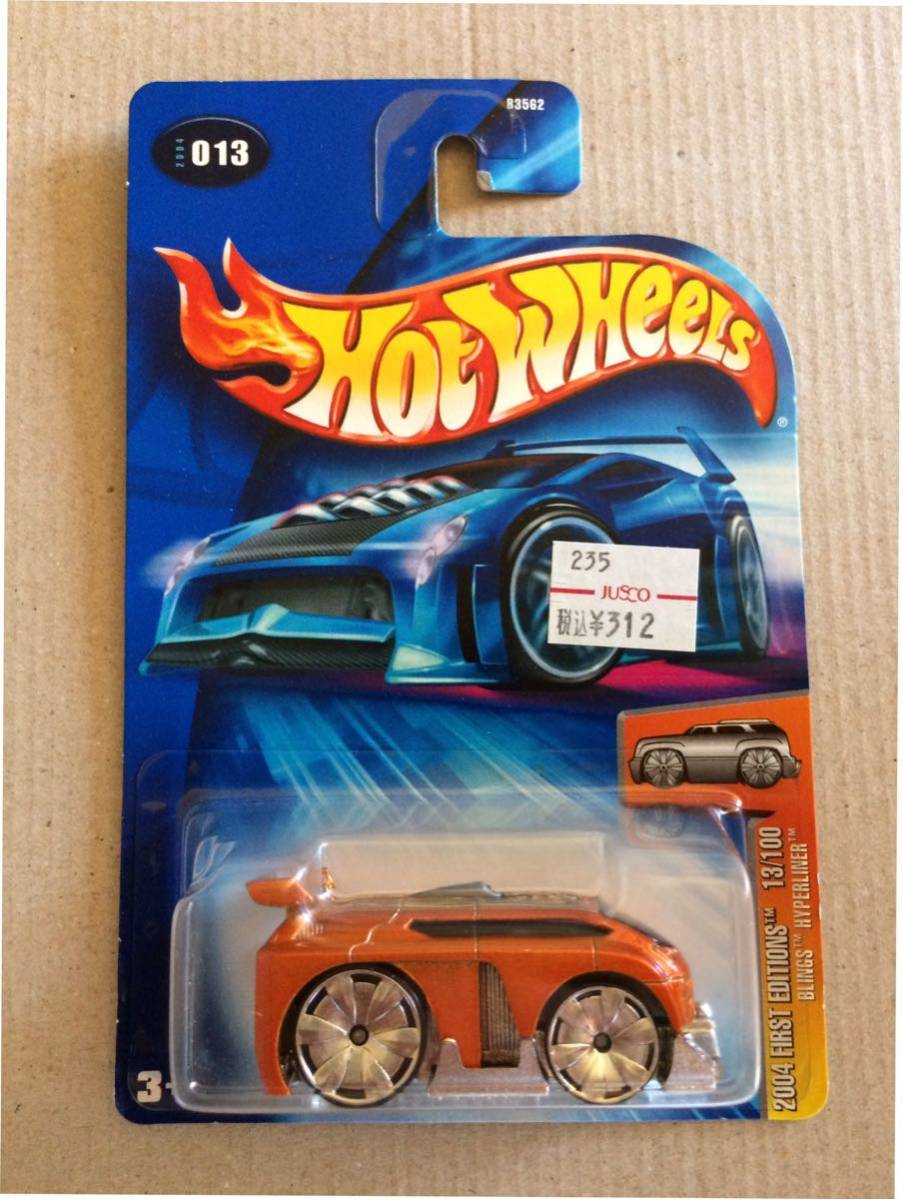 B3562
2004 013
HOT WHEELS®
235
JUSCO
税込¥312
2004 FIRST EDITIONS™ 13/100
BLINGS™ HYPERLINER™
3+